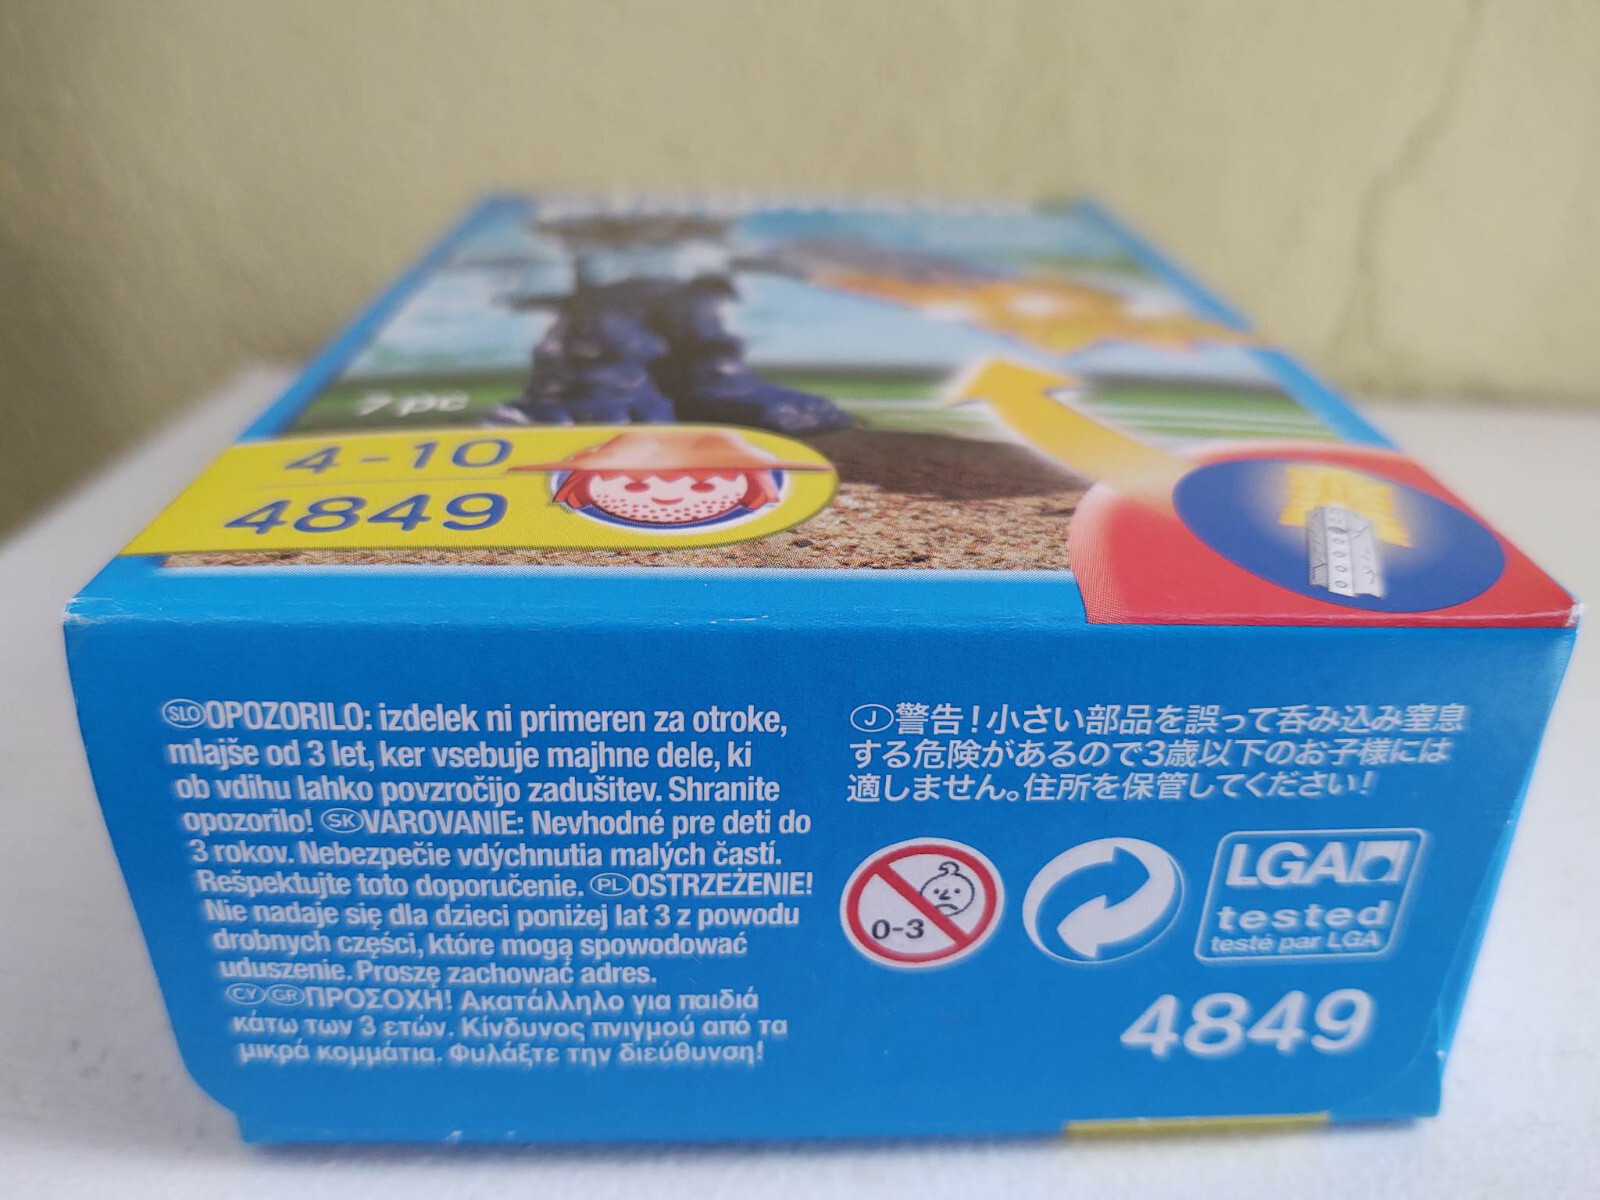 7 pc
4-10
4849
SLO OPOZORILO: izdelek ni primeren za otroke,
mlajše od 3 let, ker vsebuje majhne dele, ki
ob vdihu lahko povzročijo zadušitev. Shranite
opozorilo! SK VAROVANIE: Nevhodné pre deti do
3 rokov. Nebezpečie vdýchnutia malých častí.
Rešpektujte toto doporučenie. PL OSTRZEŻENIE!
Nie nadaje się dla dzieci poniżej lat 3 z powodu
drobnych części, które mogą spowodować
uduszenie. Proszę zachować adres.
CY GR ΠΡΟΣΟΧΗ! Ακατάλληλο για παιδιά
κάτω των 3 ετών. Κίνδυνος πνιγμού από τα
μικρά κομμάτια. Φυλάξτε την διεύθυνση!
J 警告！小さい部品を誤って呑み込み窒息
する危険があるので3歳以下のお子様には
適しません。住所を保管してください！
0-3
LGA
tested
testé par LGA
4849